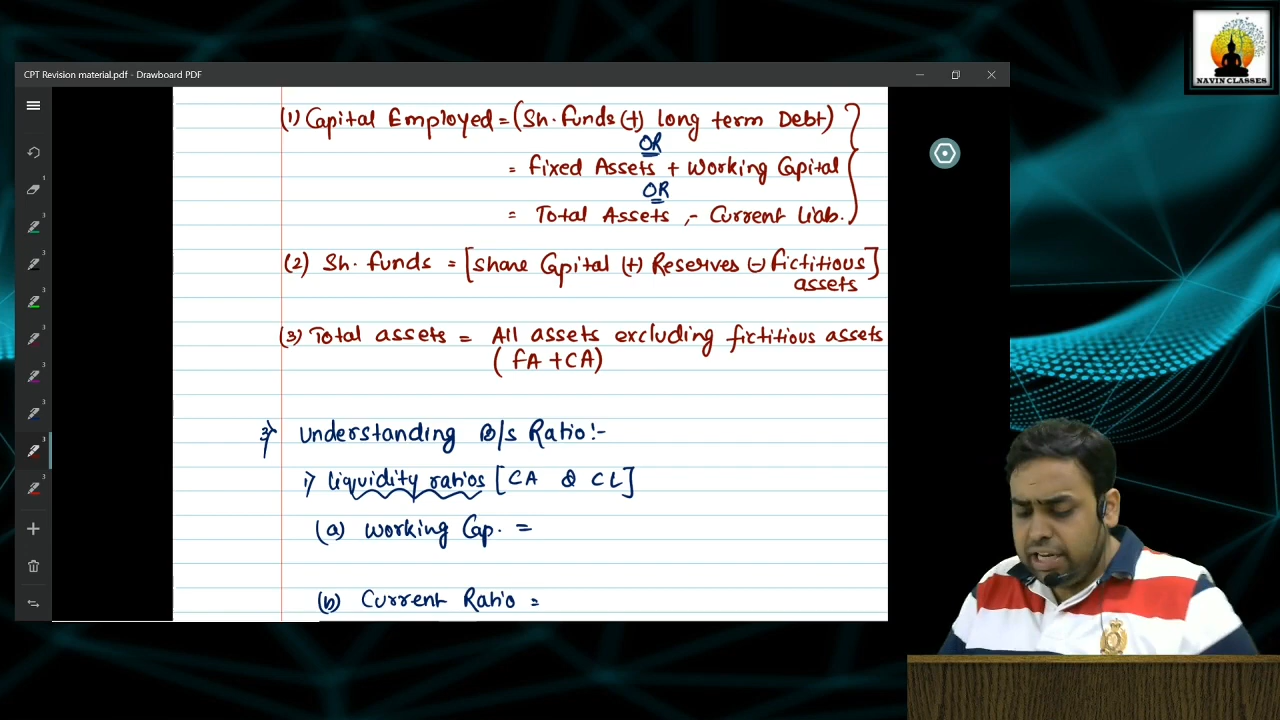 NAVIN CLASSES
CPT Revision material.pdf - Drawboard PDF
(1) Capital Employed = (Sh. funds (+) long term Debt)
OR
= fixed Assets + Working Capital
OR
= Total Assets - Current Liab.
(2) Sh. funds = [Share Capital (+) Reserves (-) fictitious]
assets
(3) Total assets = All assets excluding fictitious assets
(FA + CA)
3) Understanding B/s Ratio:-
1) liquidity ratios [CA & CL]
(a) Working Cap. =
(b) Current Ratio =